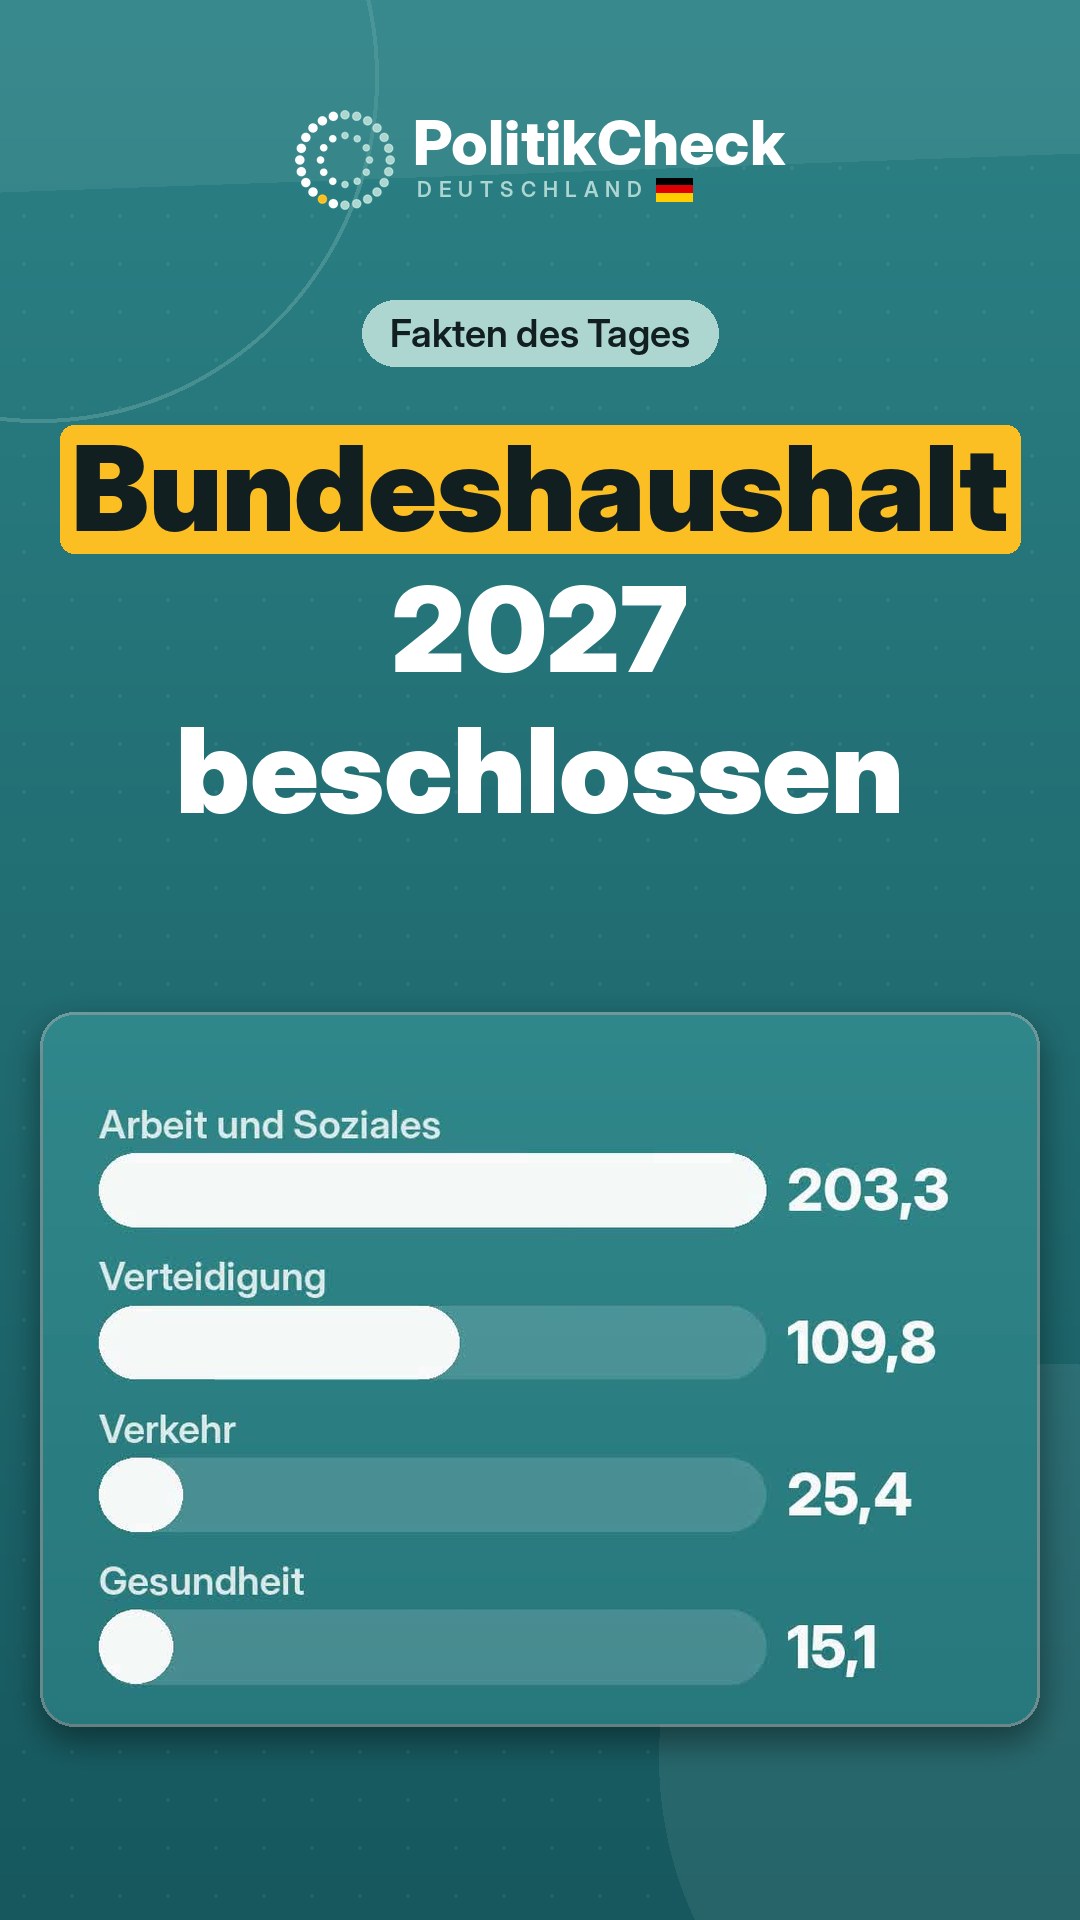 PolitikCheck
DEUTSCHLAND
Fakten des Tages
Bundeshaushalt
2027
beschlossen
Arbeit und Soziales
203,3
Verteidigung
109,8
Verkehr
25,4
Gesundheit
15,1